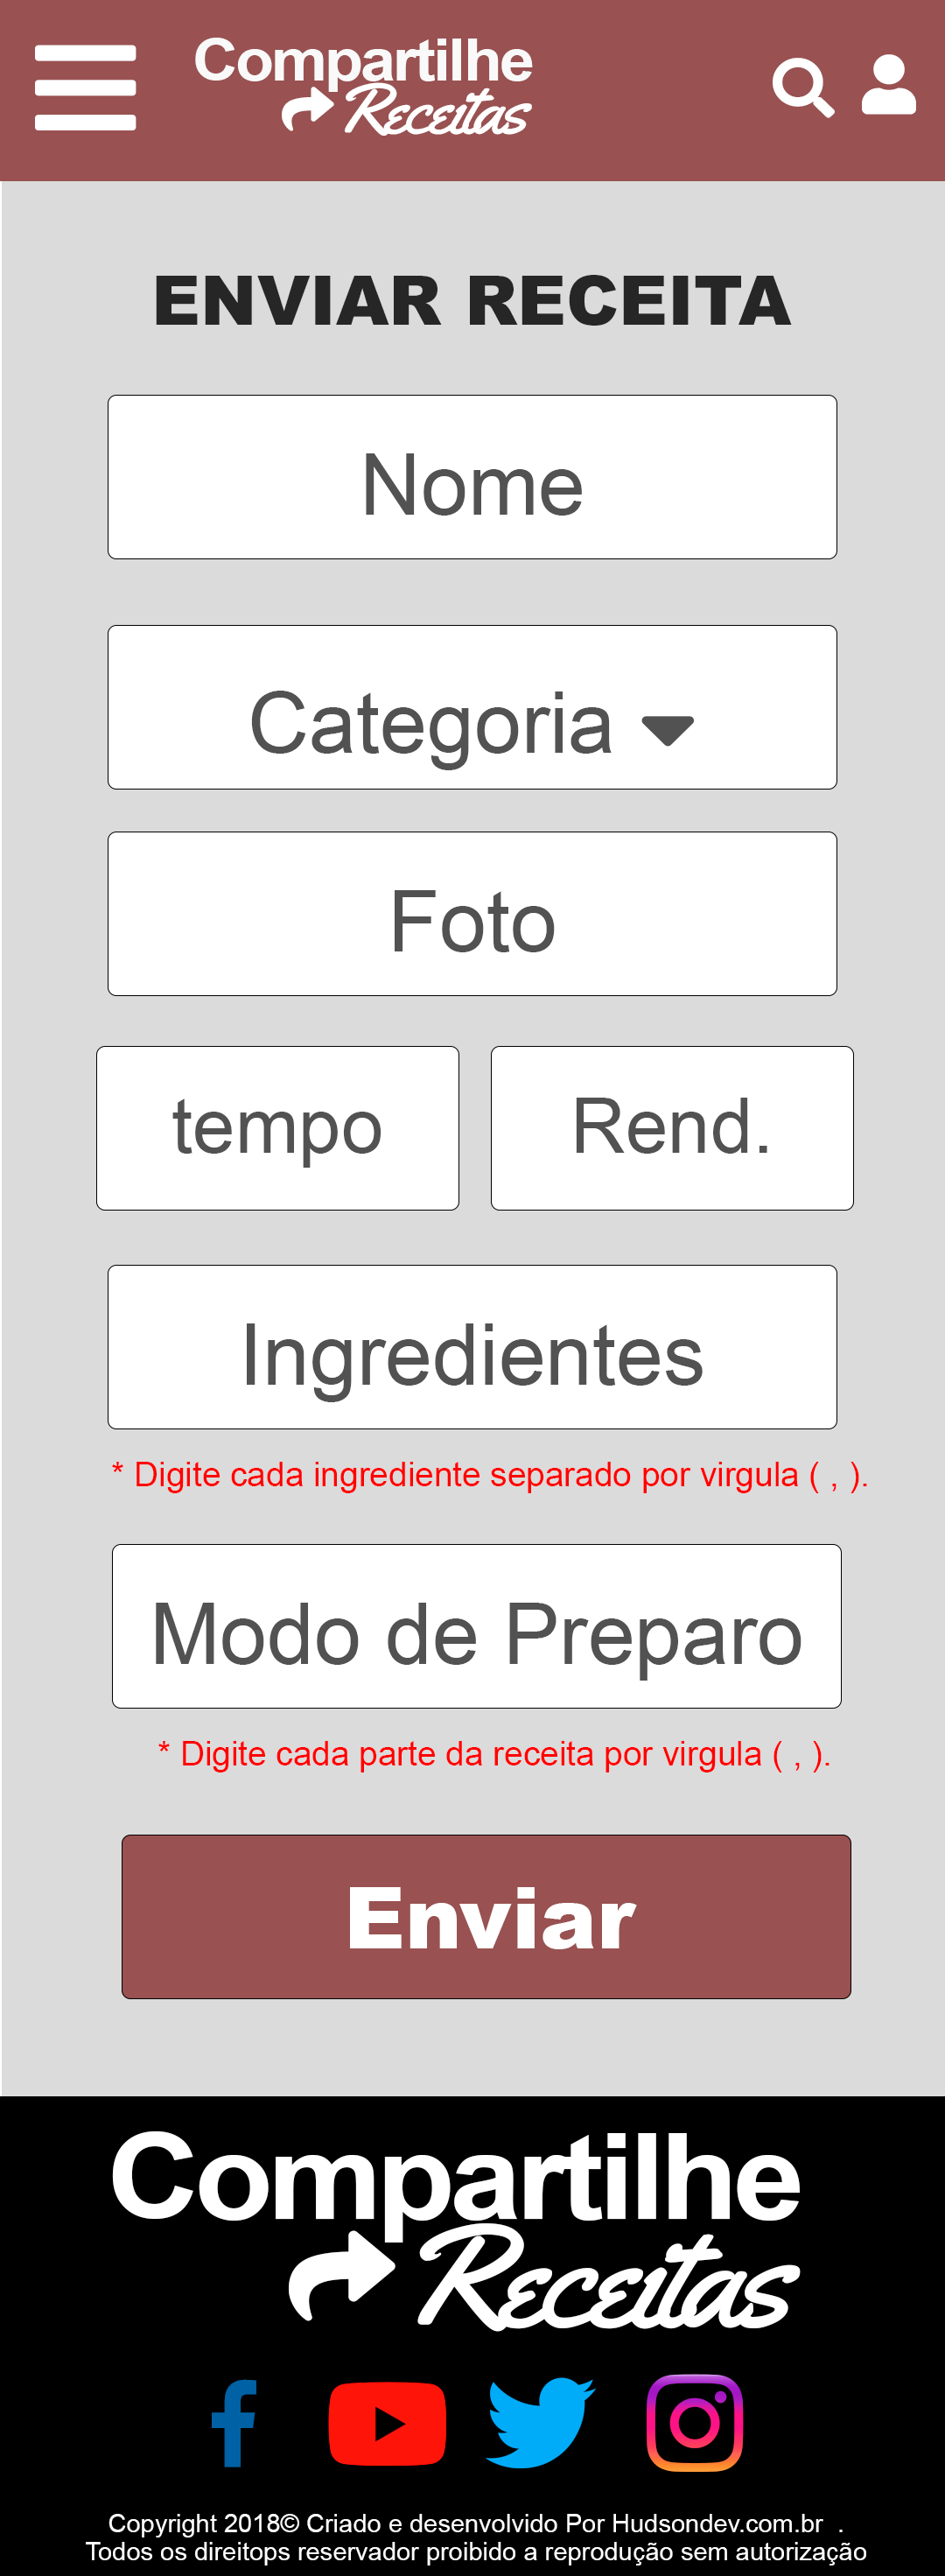 Compartilhe
Receitas
ENVIAR RECEITA
Nome
Categoria
Foto
tempo
Rend.
Ingredientes
* Digite cada ingrediente separado por virgula ( , ).
Modo de Preparo
* Digite cada parte da receita por virgula ( , ).
Enviar
Compartilhe
Receitas
Copyright 2018© Criado e desenvolvido Por Hudsondev.com.br .
Todos os direitops reservador proibido a reprodução sem autorização